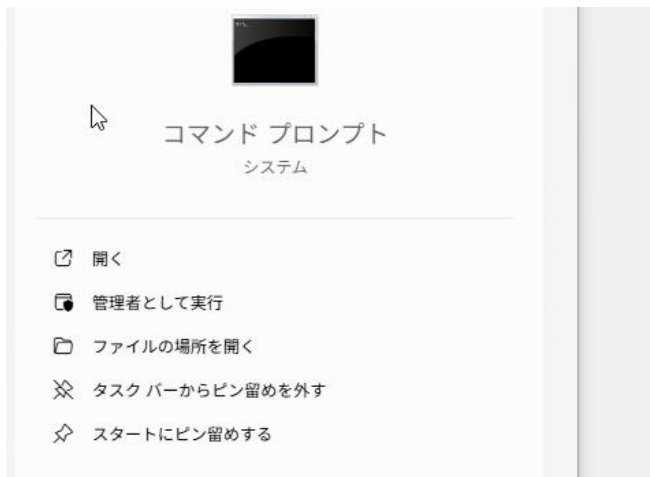 コマンド プロンプト
システム
開く
管理者として実行
ファイルの場所を開く
タスク バーからピン留めを外す
スタートにピン留めする